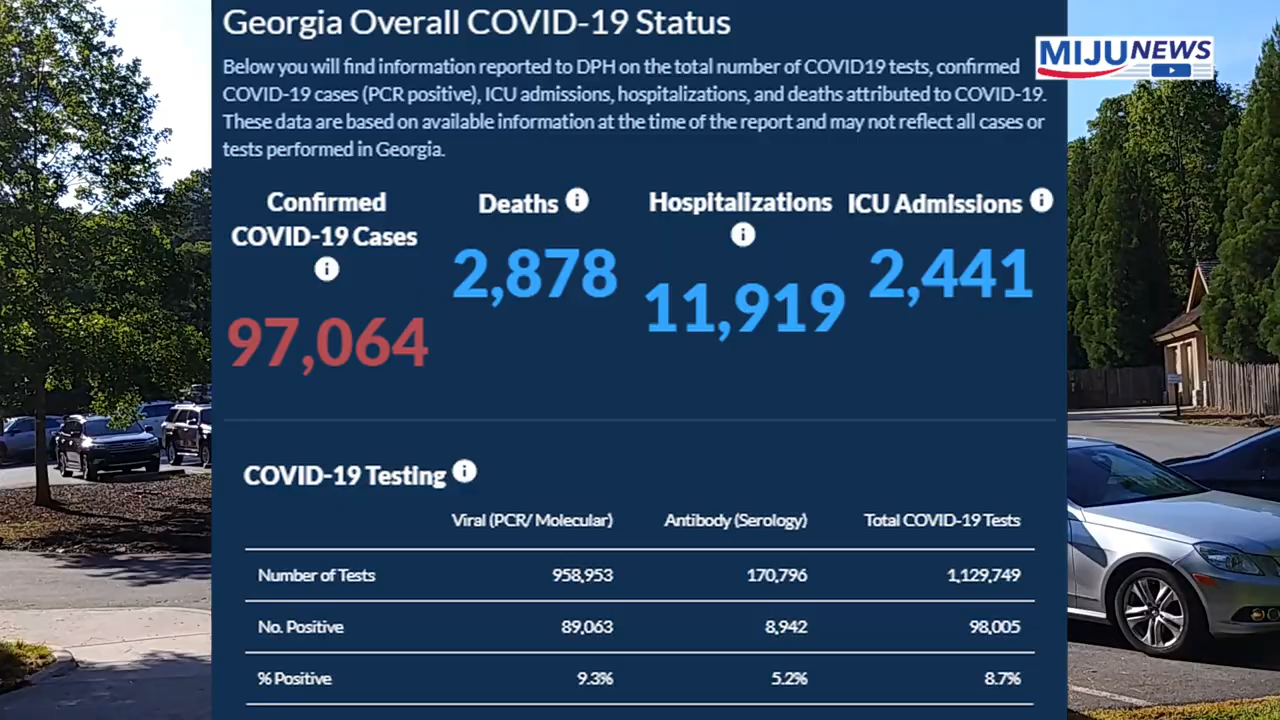 Georgia Overall COVID-19 Status
MIJUNEWS
Below you will find information reported to DPH on the total number of COVID19 tests, confirmed
COVID-19 cases (PCR positive), ICU admissions, hospitalizations, and deaths attributed to COVID-19.
These data are based on available information at the time of the report and may not reflect all cases or
tests performed in Georgia.
Confirmed
COVID-19 Cases
97,064
Deaths
2,878
Hospitalizations
11,919
ICU Admissions
2,441
COVID-19 Testing
Viral (PCR/ Molecular) Antibody (Serology) Total COVID-19 Tests
Number of Tests 958,953 170,796 1,129,749
No. Positive 89,063 8,942 98,005
% Positive 9.3% 5.2% 8.7%